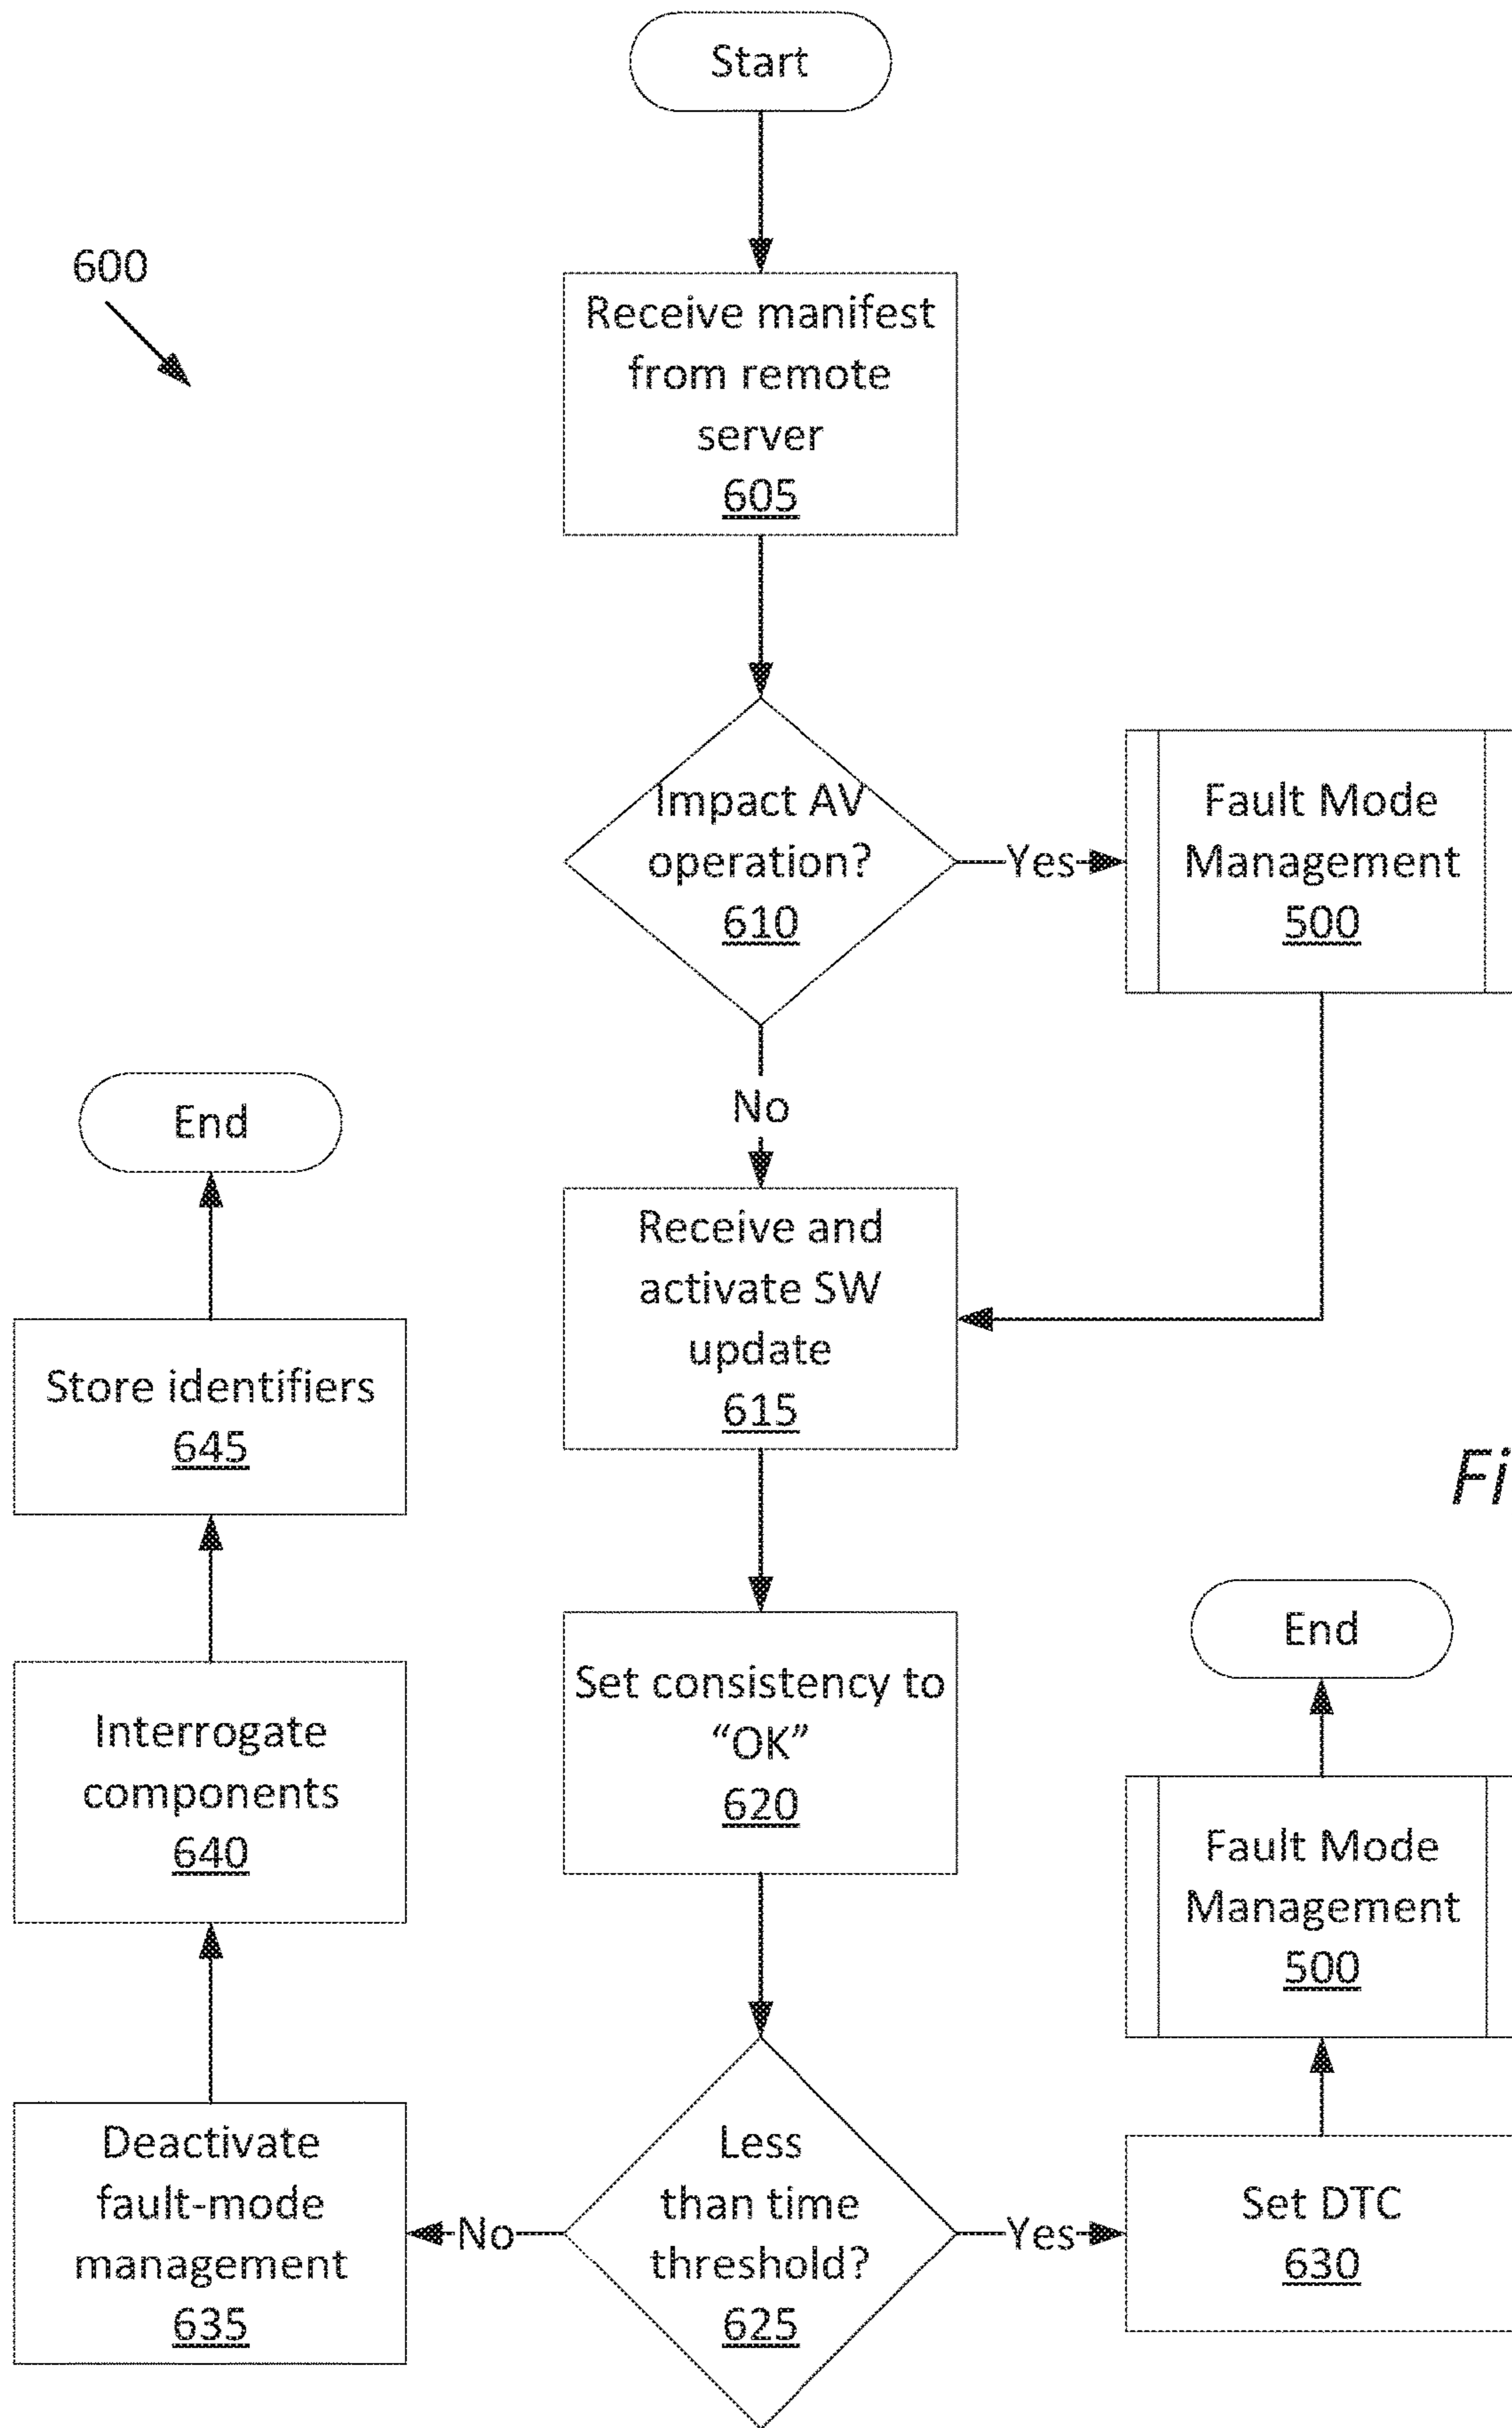 Start
600
Receive manifest
from remote
server
605
Impact AV
operation?
610
Yes
Fault Mode
Management
500
No
Receive and
activate SW
update
615
Set consistency to
“OK”
620
Less
than time
threshold?
625
Yes
Set DTC
630
Fault Mode
Management
500
End
No
Deactivate
fault-mode
management
635
Interrogate
components
640
Store identifiers
645
End
Fi